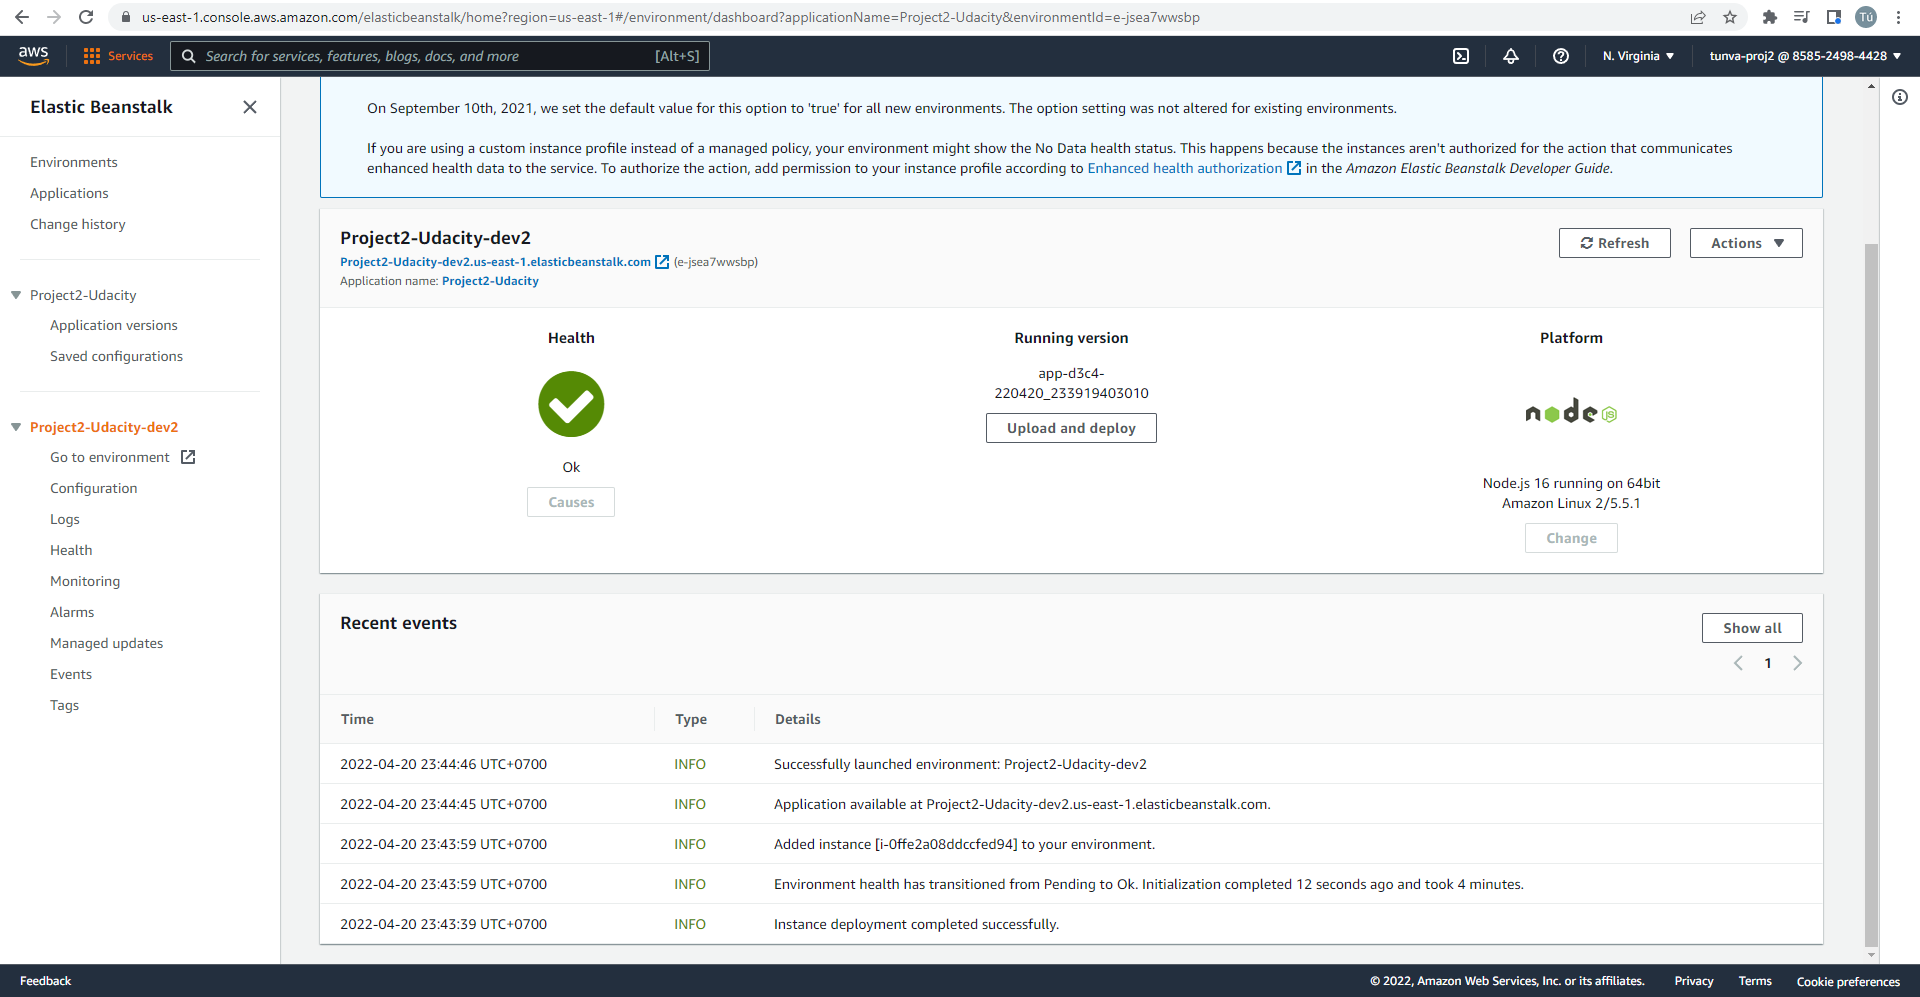 us-east-1.console.aws.amazon.com/elasticbeanstalk/home?region=us-east-1#/environment/dashboard?applicationName=Project2-Udacity&environmentId=e-jsea7wwsbp
Tú
aws
Services
Search for services, features, blogs, docs, and more
[Alt+S]
N. Virginia
tunva-proj2 @ 8585-2498-4428
Elastic Beanstalk
Environments
Applications
Change history
Project2-Udacity
Application versions
Saved configurations
Project2-Udacity-dev2
Go to environment
Configuration
Logs
Health
Monitoring
Alarms
Managed updates
Events
Tags
On September 10th, 2021, we set the default value for this option to 'true' for all new environments. The option setting was not altered for existing environments.
If you are using a custom instance profile instead of a managed policy, your environment might show the No Data health status. This happens because the instances aren't authorized for the action that communicates
enhanced health data to the service. To authorize the action, add permission to your instance profile according to Enhanced health authorization in the Amazon Elastic Beanstalk Developer Guide.
Project2-Udacity-dev2
Project2-Udacity-dev2.us-east-1.elasticbeanstalk.com (e-jsea7wwsbp)
Application name: Project2-Udacity
Refresh
Actions
Health
Ok
Causes
Running version
app-d3c4-
220420_233919403010
Upload and deploy
Platform
node JS
Node.js 16 running on 64bit
Amazon Linux 2/5.5.1
Change
Recent events
Show all
1
Time Type Details
2022-04-20 23:44:46 UTC+0700 INFO Successfully launched environment: Project2-Udacity-dev2
2022-04-20 23:44:45 UTC+0700 INFO Application available at Project2-Udacity-dev2.us-east-1.elasticbeanstalk.com.
2022-04-20 23:43:59 UTC+0700 INFO Added instance [i-0ffe2a08ddccfed94] to your environment.
2022-04-20 23:43:59 UTC+0700 INFO Environment health has transitioned from Pending to Ok. Initialization completed 12 seconds ago and took 4 minutes.
2022-04-20 23:43:39 UTC+0700 INFO Instance deployment completed successfully.
Feedback
© 2022, Amazon Web Services, Inc. or its affiliates.
Privacy
Terms
Cookie preferences